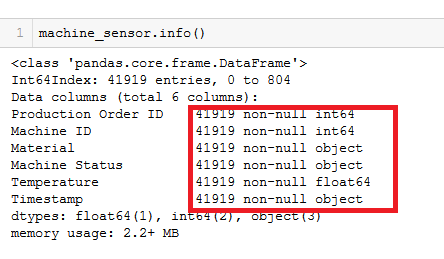 1 machine_sensor.info()
<class 'pandas.core.frame.DataFrame'>
Int64Index: 41919 entries, 0 to 804
Data columns (total 6 columns):
Production Order ID    41919 non-null int64
Machine ID             41919 non-null int64
Material               41919 non-null object
Machine Status         41919 non-null object
Temperature            41919 non-null float64
Timestamp              41919 non-null object
dtypes: float64(1), int64(2), object(3)
memory usage: 2.2+ MB